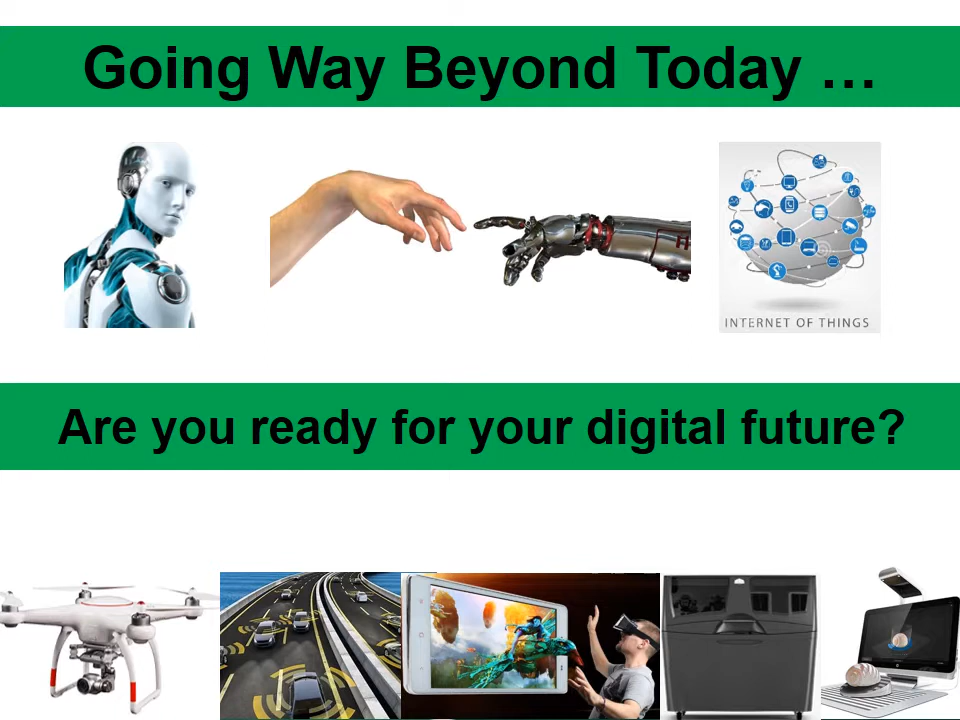 Going Way Beyond Today …
INTERNET OF THINGS
Are you ready for your digital future?